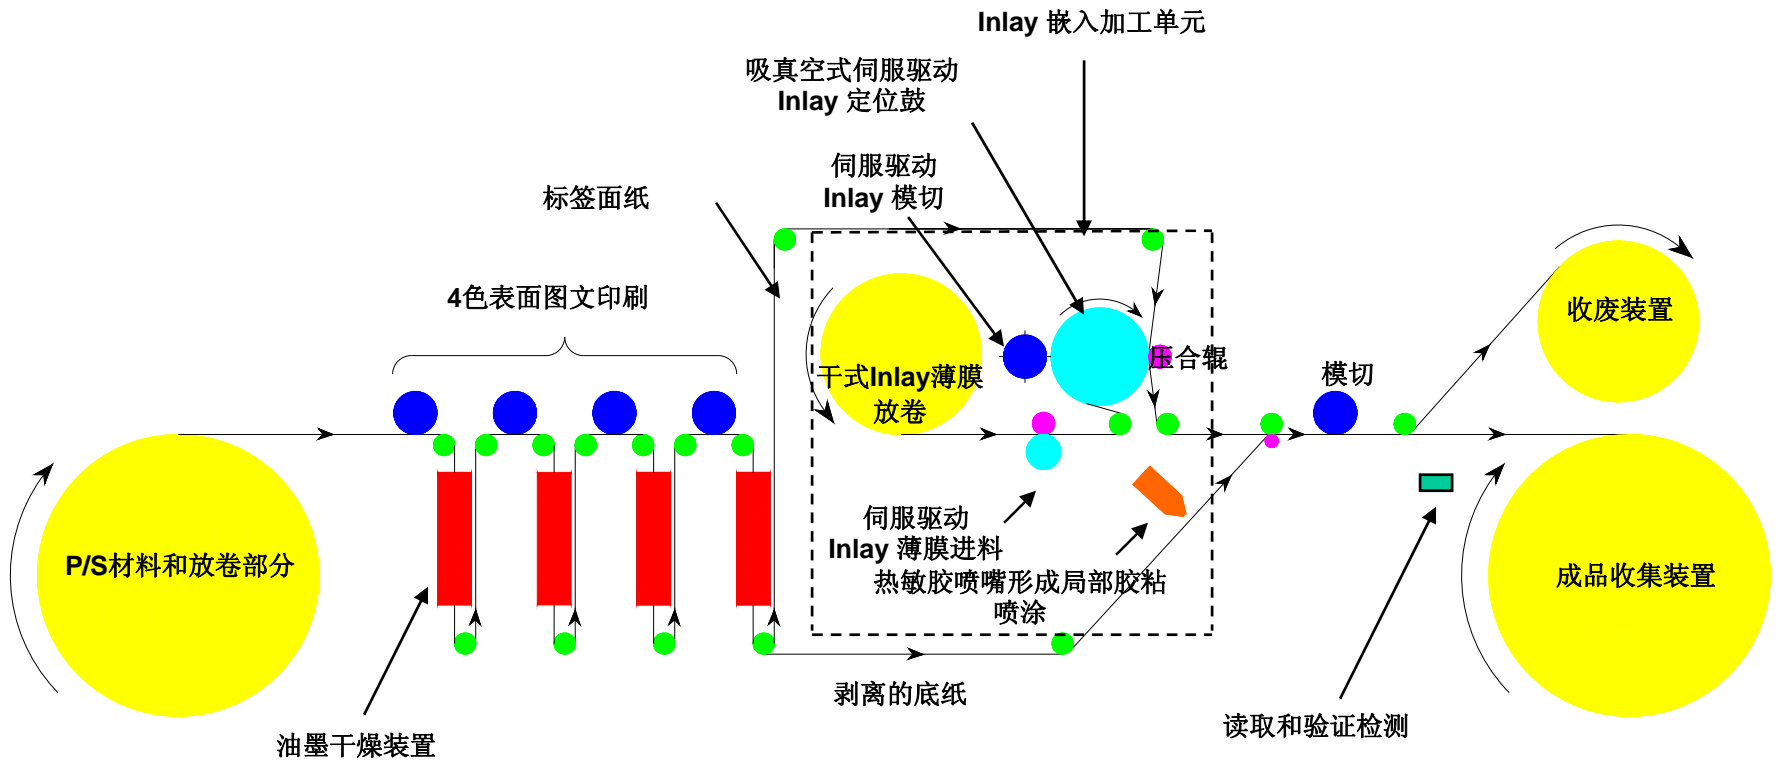 Inlay 嵌入加工单元
吸真空式伺服驱动
Inlay 定位鼓
伺服驱动
Inlay 模切
标签面纸
4色表面图文印刷
收废装置
压合辊
干式Inlay薄膜
放卷
模切
P/S材料和放卷部分
伺服驱动
Inlay 薄膜进料
热敏胶喷嘴形成局部胶粘
喷涂
成品收集装置
剥离的底纸
读取和验证检测
油墨干燥装置